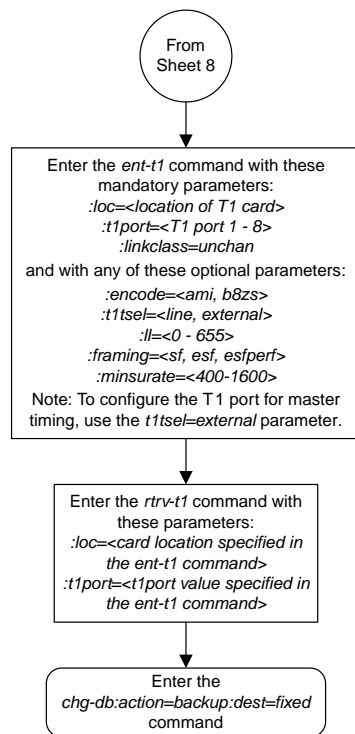 From
Sheet 8
Enter the ent-t1 command with these
mandatory parameters:
:loc=<location of T1 card>
:t1port=<T1 port 1 - 8>
:linkclass=unchan
and with any of these optional parameters:
:encode=<ami, b8zs>
:t1tsel=<line, external>
:ll=<0 - 655>
:framing=<sf, esf, esfperf>
:minsurate=<400-1600>
Note: To configure the T1 port for master
timing, use the t1tsel=external parameter.
Enter the rtrv-t1 command with
these parameters:
:loc=<card location specified in
the ent-t1 command>
:t1port=<t1port value specified in
the ent-t1 command>
Enter the
chg-db:action=backup:dest=fixed
command